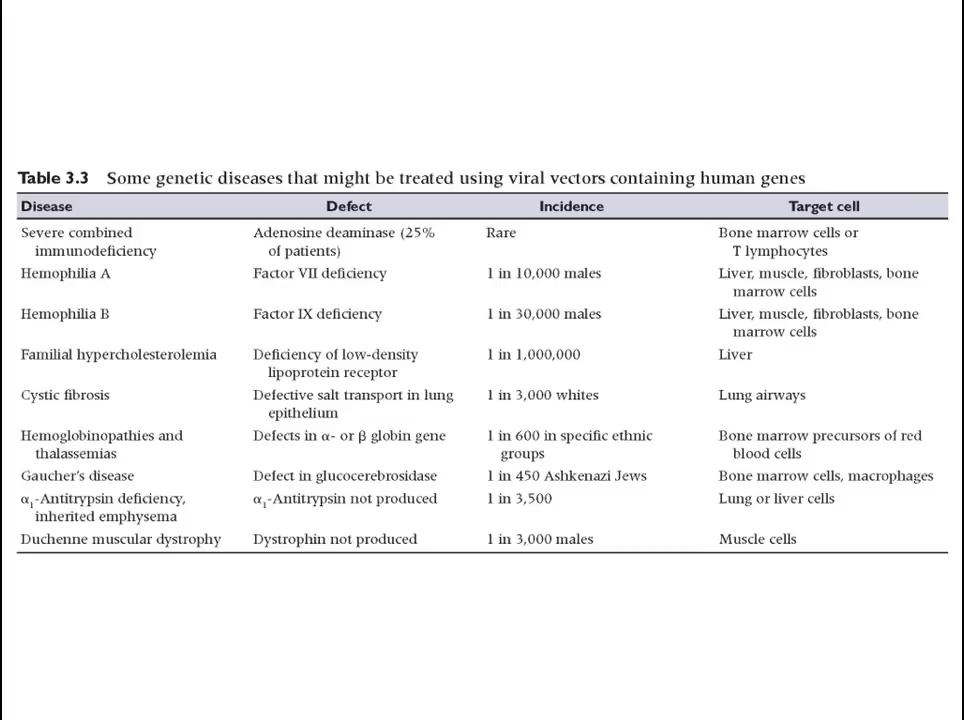 Table 3.3 Some genetic diseases that might be treated using viral vectors containing human genes
Disease Defect Incidence Target cell
Severe combined Adenosine deaminase (25% Rare Bone marrow cells or
immunodeficiency of patients) T lymphocytes
Hemophilia A Factor VII deficiency 1 in 10,000 males Liver, muscle, fibroblasts, bone
marrow cells
Hemophilia B Factor IX deficiency 1 in 30,000 males Liver, muscle, fibroblasts, bone
marrow cells
Familial hypercholesterolemia Deficiency of low-density 1 in 1,000,000 Liver
lipoprotein receptor
Cystic fibrosis Defective salt transport in lung 1 in 3,000 whites Lung airways
epithelium
Hemoglobinopathies and Defects in α- or β globin gene 1 in 600 in specific ethnic Bone marrow precursors of red
thalassemias groups blood cells
Gaucher's disease Defect in glucocerebrosidase 1 in 450 Ashkenazi Jews Bone marrow cells, macrophages
α₁-Antitrypsin deficiency, α₁-Antitrypsin not produced 1 in 3,500 Lung or liver cells
inherited emphysema
Duchenne muscular dystrophy Dystrophin not produced 1 in 3,000 males Muscle cells